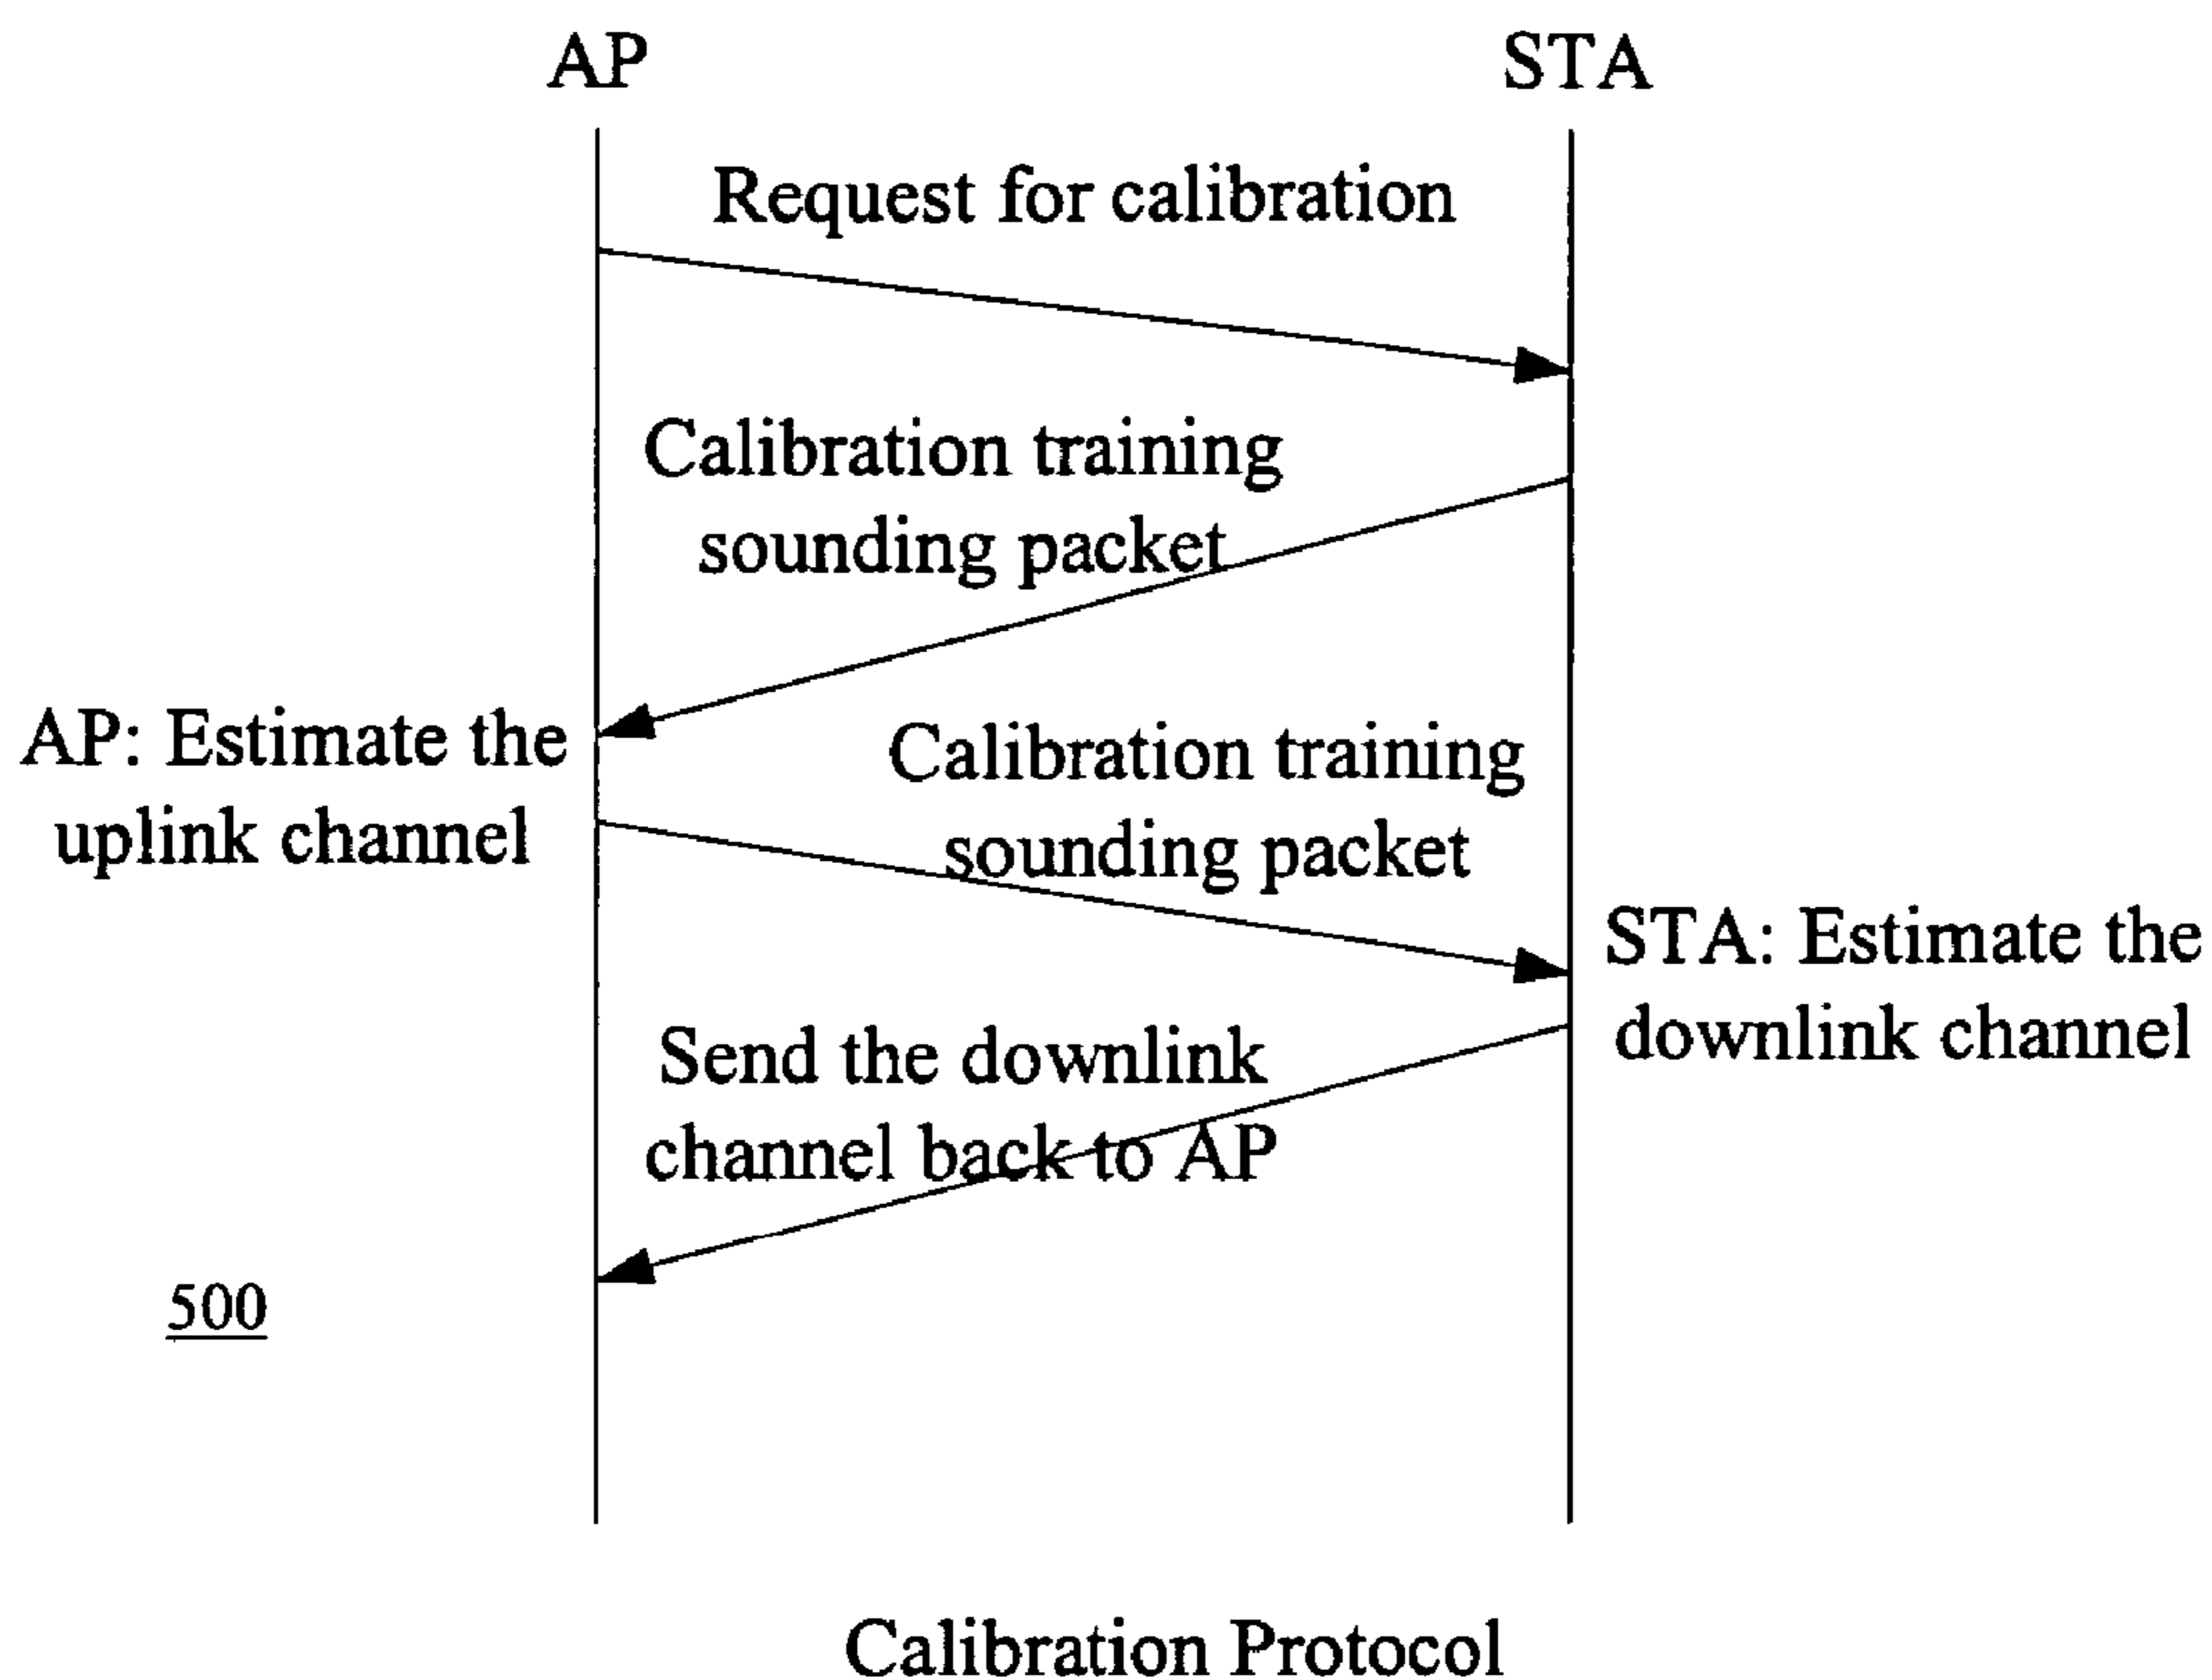 AP
STA
Request for calibration
Calibration training
sounding packet
AP: Estimate the
uplink channel
Calibration training
sounding packet
STA: Estimate the
downlink channel
Send the downlink
channel back to AP
500
Calibration Protocol